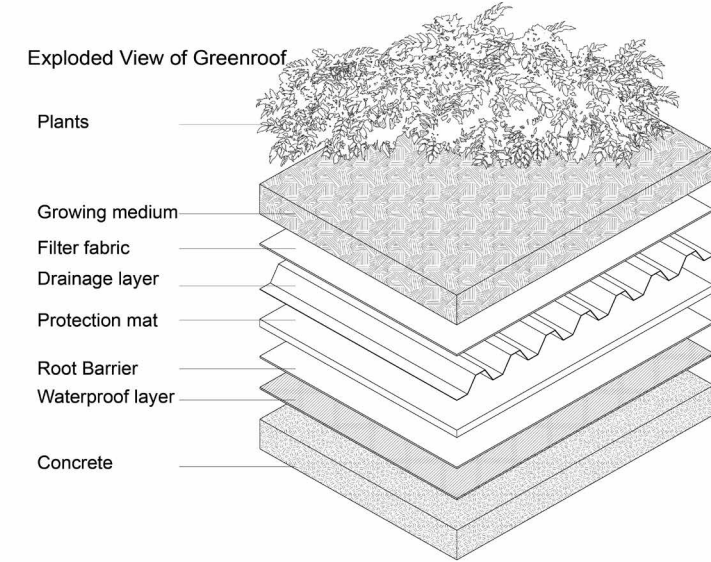 Exploded View of Greenroof
Plants
Growing medium
Filter fabric
Drainage layer
Protection mat
Root Barrier
Waterproof layer
Concrete